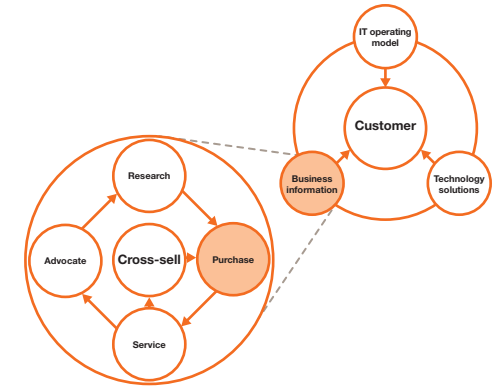 IT operating
model
Customer
Business
information
Technology
solutions
Research
Advocate
Cross-sell
Purchase
Service